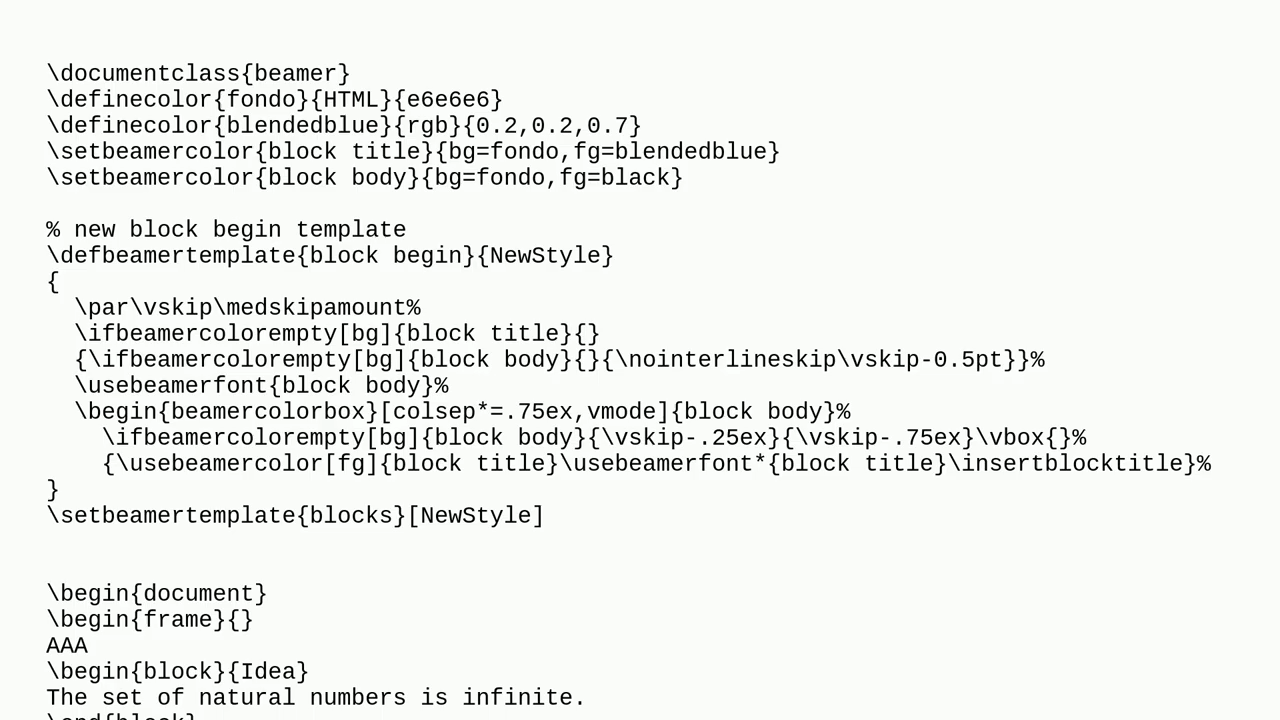 \documentclass{beamer}
\definecolor{fondo}{HTML}{e6e6e6}
\definecolor{blendedblue}{rgb}{0.2,0.2,0.7}
\setbeamercolor{block title}{bg=fondo,fg=blendedblue}
\setbeamercolor{block body}{bg=fondo,fg=black}
% new block begin template
\defbeamertemplate{block begin}{NewStyle}
{
  \par\vskip\medskipamount%
  \ifbeamercolorempty[bg]{block title}{}
  {\ifbeamercolorempty[bg]{block body}{}{\nointerlineskip\vskip-0.5pt}}%
  \usebeamerfont{block body}%
  \begin{beamercolorbox}[colsep*=.75ex,vmode]{block body}%
    \ifbeamercolorempty[bg]{block body}{\vskip-.25ex}{\vskip-.75ex}\vbox{}%
    {\usebeamercolor[fg]{block title}\usebeamerfont*{block title}\insertblocktitle}%
}
\setbeamertemplate{blocks}[NewStyle]
\begin{document}
\begin{frame}{}
AAA
\begin{block}{Idea}
The set of natural numbers is infinite.
\end{block}